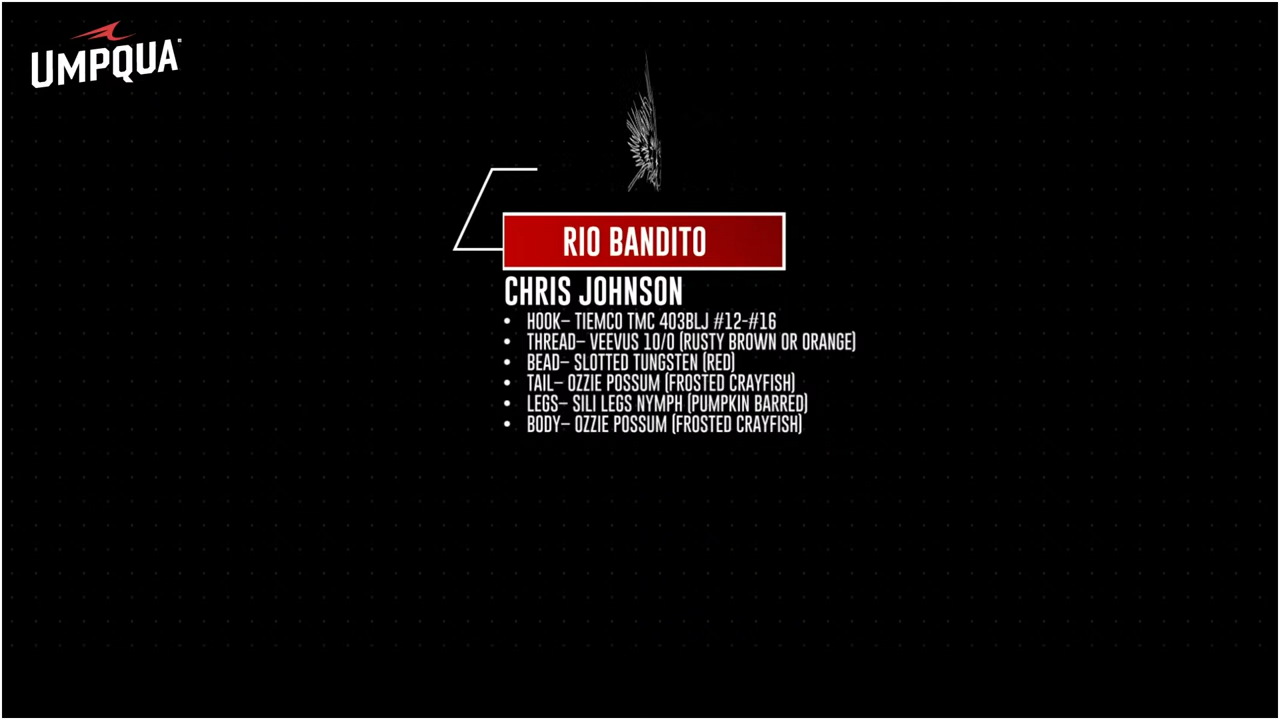 UMPQUA
RIO BANDITO
CHRIS JOHNSON
• HOOK– TIEMCO TMC 403BLJ #12-#16
• THREAD– VEEVUS 10/0 (RUSTY BROWN OR ORANGE)
• BEAD– SLOTTED TUNGSTEN (RED)
• TAIL– OZZIE POSSUM (FROSTED CRAYFISH)
• LEGS– SILI LEGS NYMPH (PUMPKIN BARRED)
• BODY– OZZIE POSSUM (FROSTED CRAYFISH)